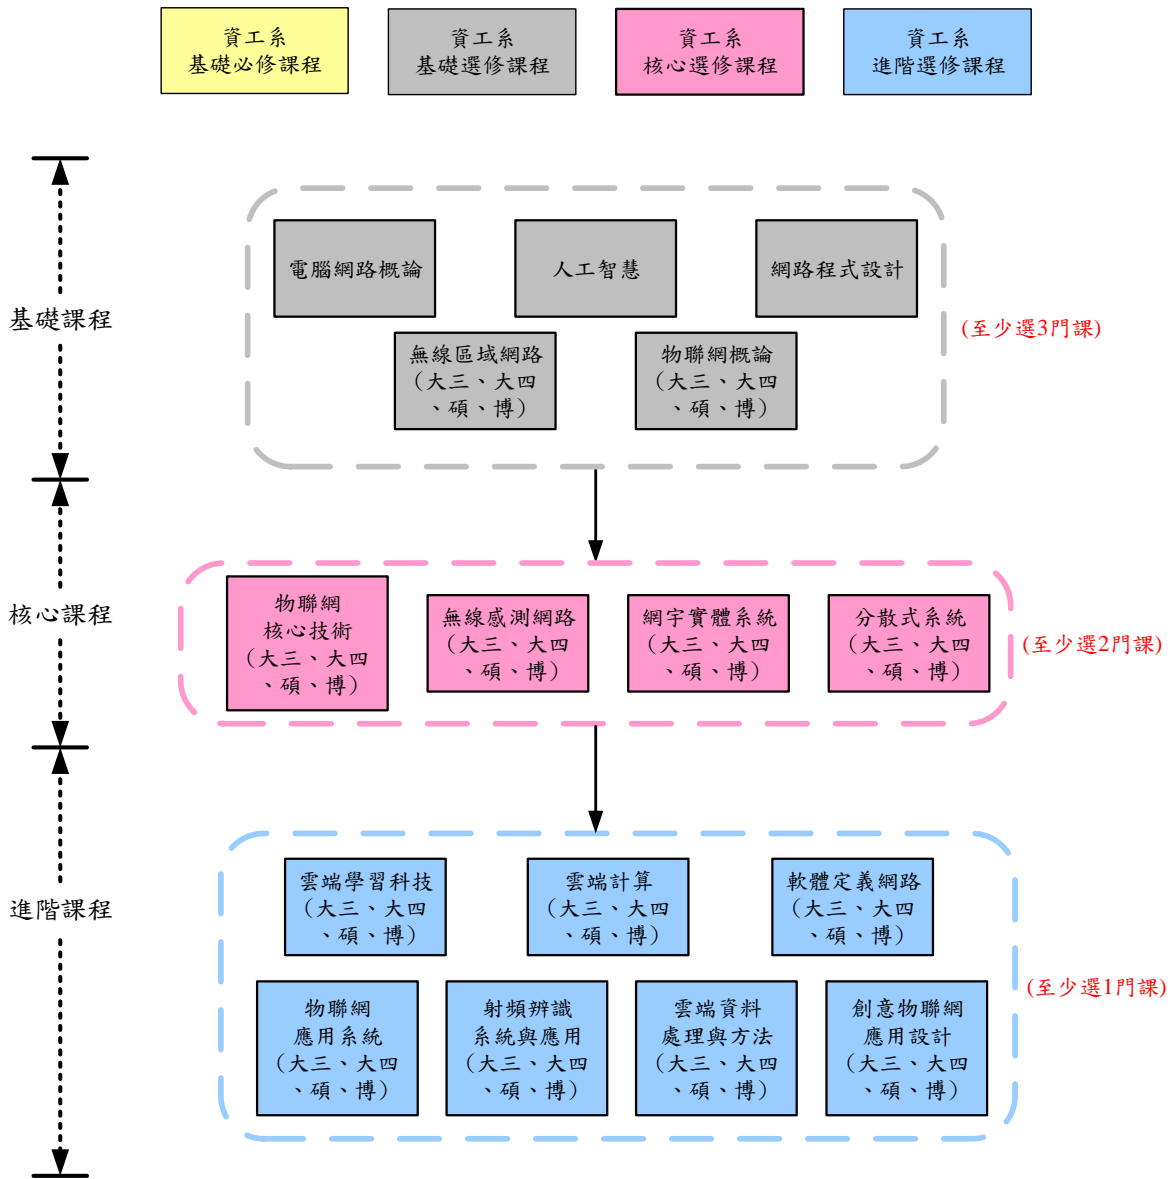 資工系
基礎必修課程
資工系
基礎選修課程
資工系
核心選修課程
資工系
進階選修課程
基礎課程
電腦網路概論
人工智慧
網路程式設計
無線區域網路
(大三、大四
、碩、博)
物聯網概論
(大三、大四
、碩、博)
(至少選3門課)
核心課程
物聯網
核心技術
(大三、大四
、碩、博)
無線感測網路
(大三、大四
、碩、博)
網宇實體系統
(大三、大四
、碩、博)
分散式系統
(大三、大四
、碩、博)
(至少選2門課)
進階課程
雲端學習科技
(大三、大四
、碩、博)
雲端計算
(大三、大四
、碩、博)
軟體定義網路
(大三、大四
、碩、博)
物聯網
應用系統
(大三、大四
、碩、博)
射頻辨識
系統與應用
(大三、大四
、碩、博)
雲端資料
處理與方法
(大三、大四
、碩、博)
創意物聯網
應用設計
(大三、大四
、碩、博)
(至少選1門課)